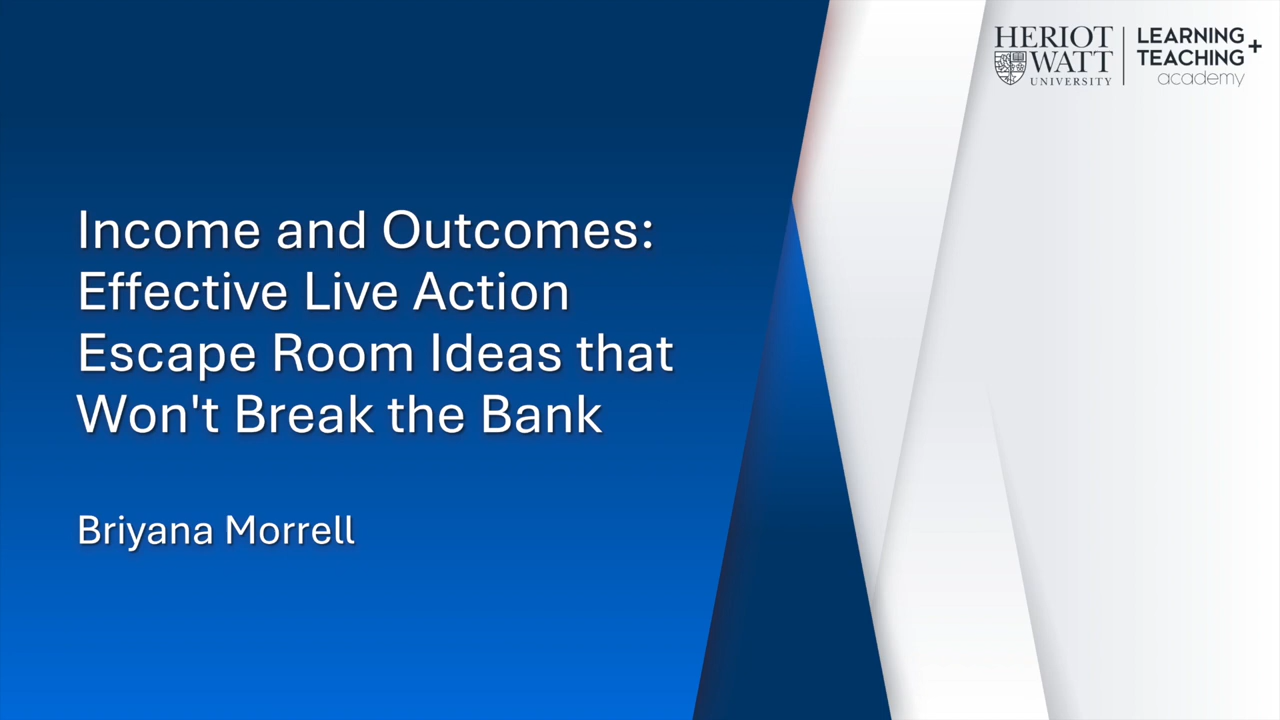 HERIOT
WATT
UNIVERSITY
LEARNING
TEACHING+
academy
Income and Outcomes:
Effective Live Action
Escape Room Ideas that
Won't Break the Bank
Briyana Morrell